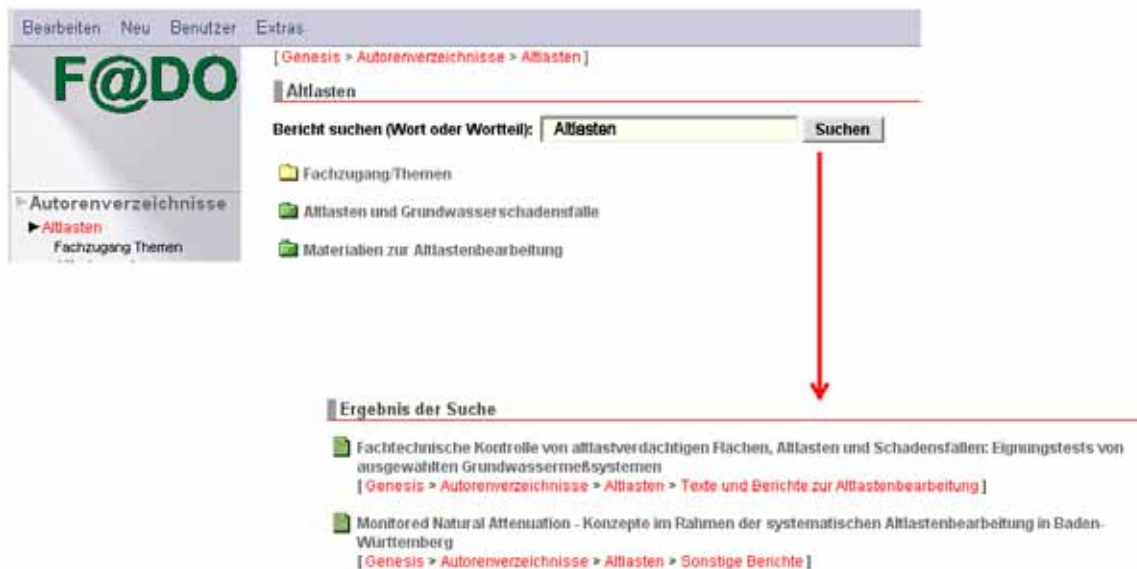 Bearbeiten Neu Benutzer Extras
F@DO
[ Genesis > Autorenverzeichnisse > Altlasten ]
Altlasten
Bericht suchen (Wort oder Wortteil): Altlasten Suchen
Fachzugang/Themen
Altlasten und Grundwasserschadensfälle
Materialien zur Altlastenbearbeitung
Autorenverzeichnisse
Altlasten
Fachzugang Themen
Ergebnis der Suche
Fachtechnische Kontrolle von altlastverdächtigen Flächen, Altlasten und Schadensfällen: Eignungstests von
ausgewählten Grundwassermeßsystemen
[ Genesis > Autorenverzeichnisse > Altlasten > Texte und Berichte zur Altlastenbearbeitung ]
Monitored Natural Attenuation - Konzepte im Rahmen der systematischen Altlastenbearbeitung in Baden-
Württemberg
[ Genesis > Autorenverzeichnisse > Altlasten > Sonstige Berichte ]